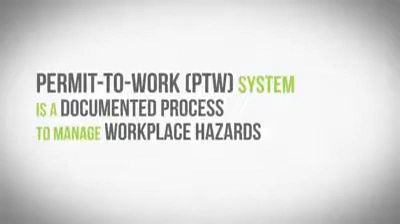 PERMIT-TO-WORK (PTW) SYSTEM
IS A DOCUMENTED PROCESS
TO MANAGE WORKPLACE HAZARDS